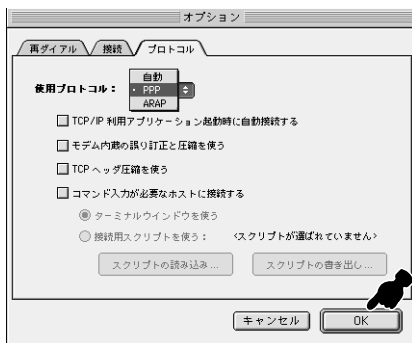 オプション
再ダイアル 接続 プロトコル
自動
使用プロトコル： ・ PPP
ARAP
TCP/IP 利用アプリケーション起動時に自動接続する
モデム内蔵の誤り訂正と圧縮を使う
TCP ヘッダ圧縮を使う
コマンド入力が必要なホストに接続する
ターミナルウインドウを使う
接続用スクリプトを使う： <スクリプトが選ばれていません>
スクリプトの読み込み... スクリプトの書き出し...
キャンセル OK